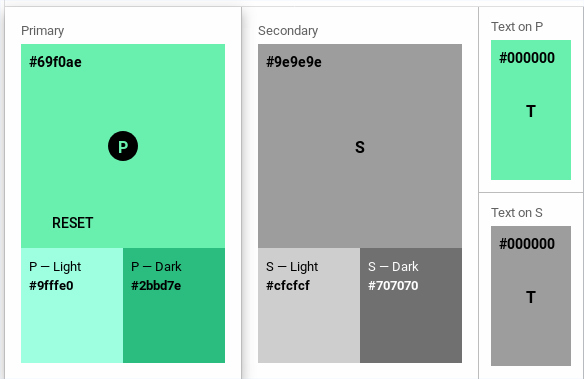 Primary
#69f0ae
P
RESET
P — Light
#9fffe0
P — Dark
#2bbd7e
Secondary
#9e9e9e
S
S — Light
#cfcfcf
S — Dark
#707070
Text on P
#000000
T
Text on S
#000000
T